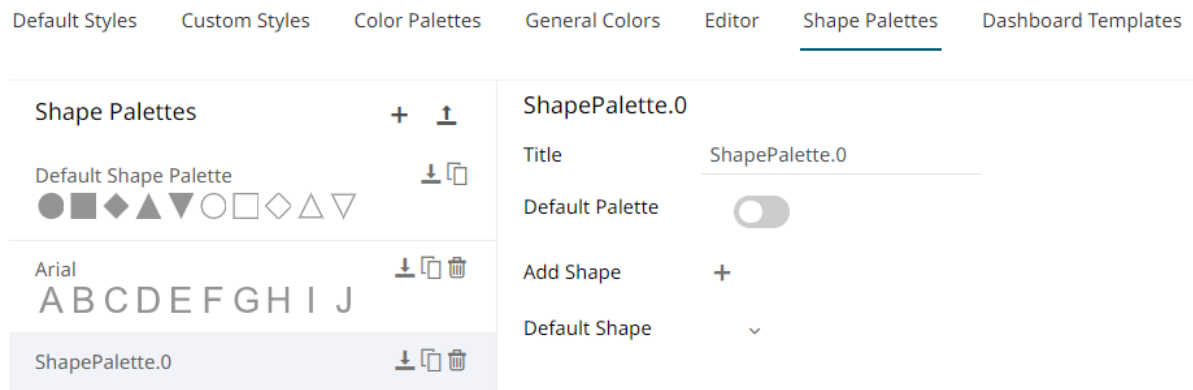 Default Styles Custom Styles Color Palettes General Colors Editor Shape Palettes Dashboard Templates
Shape Palettes
Default Shape Palette
Arial
A B C D E F G H I J
ShapePalette.0
ShapePalette.0
Title ShapePalette.0
Default Palette
Add Shape
Default Shape